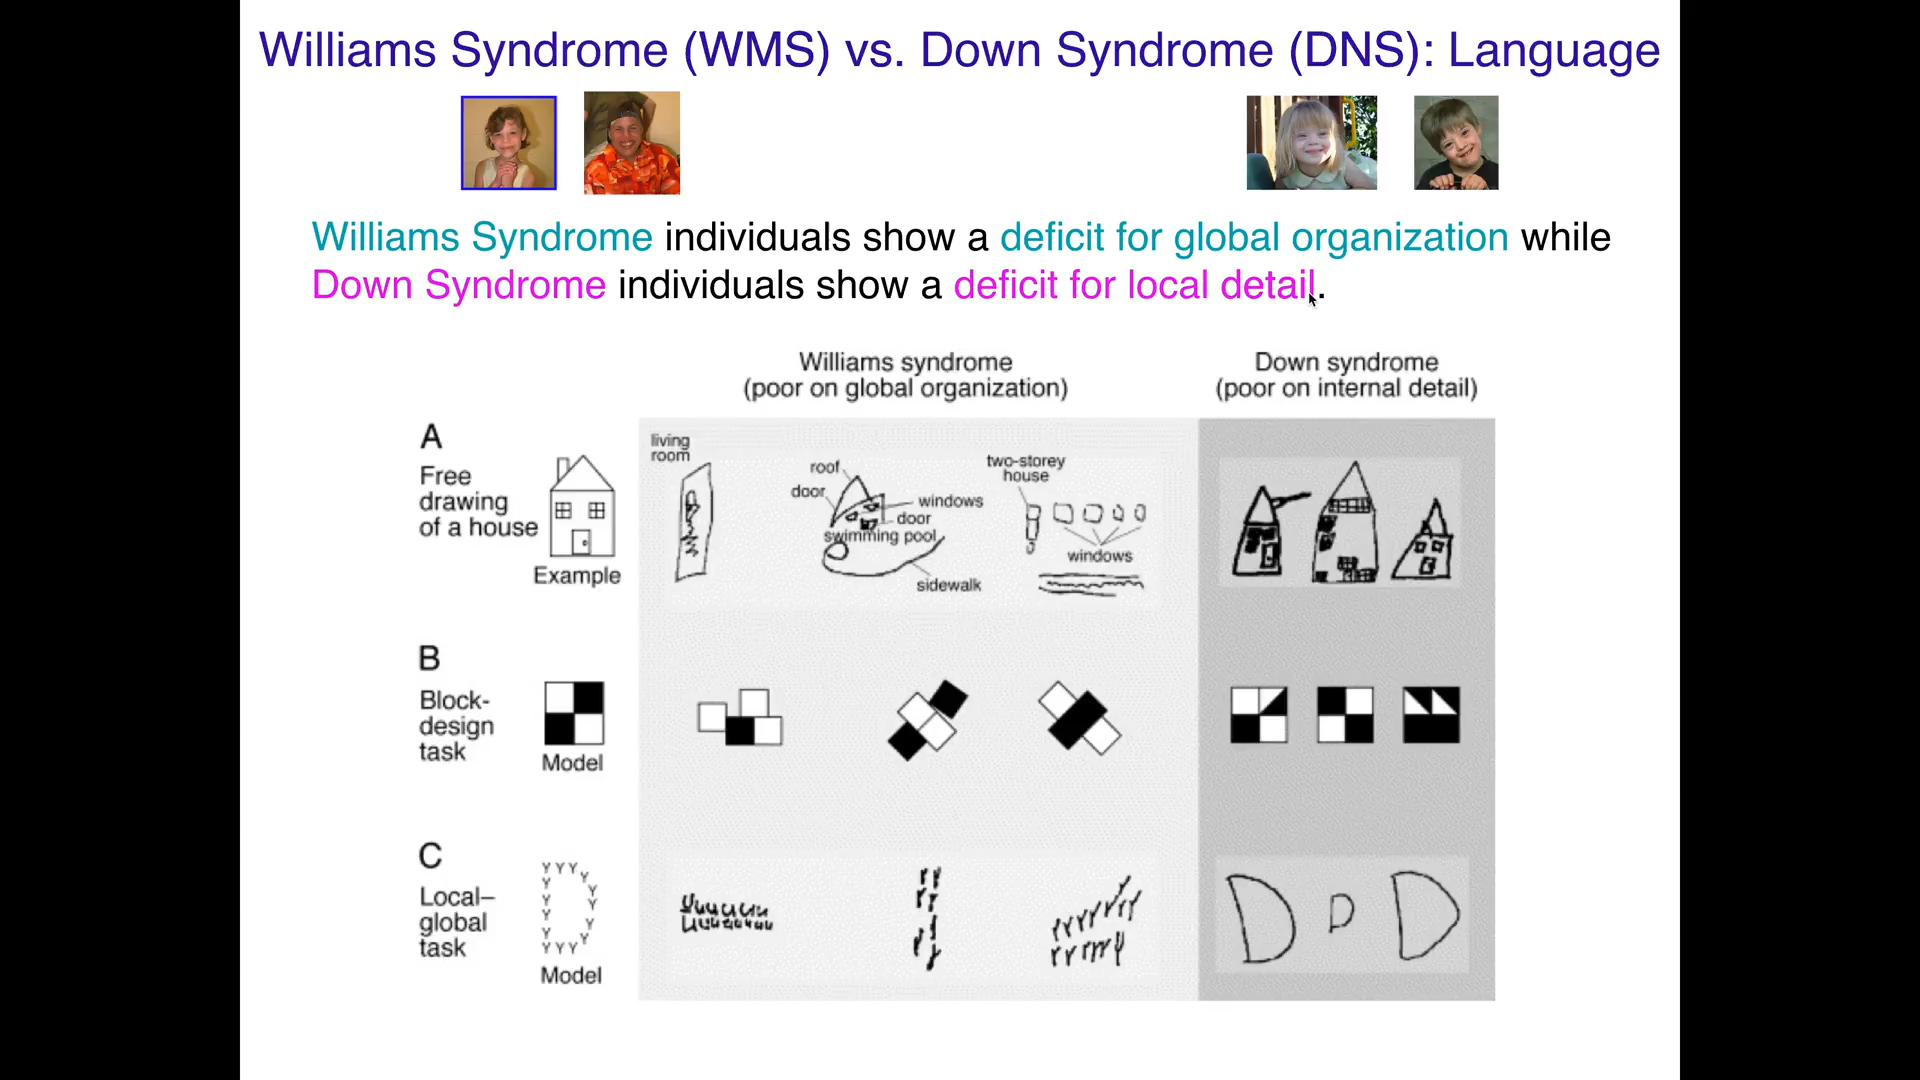 Williams Syndrome (WMS) vs. Down Syndrome (DNS): Language
Williams Syndrome individuals show a deficit for global organization while
Down Syndrome individuals show a deficit for local detail.
Williams syndrome
(poor on global organization)
Down syndrome
(poor on internal detail)
A
Free
drawing
of a house
Example
living
room
roof
door
windows
door
swimming pool
sidewalk
two-storey
house
windows
B
Block-
design
task
Model
C
Local–
global
task
Y Y Y
Y Y
Y Y
Y Y
Y Y
Y Y
Y Y Y
Model
D D D